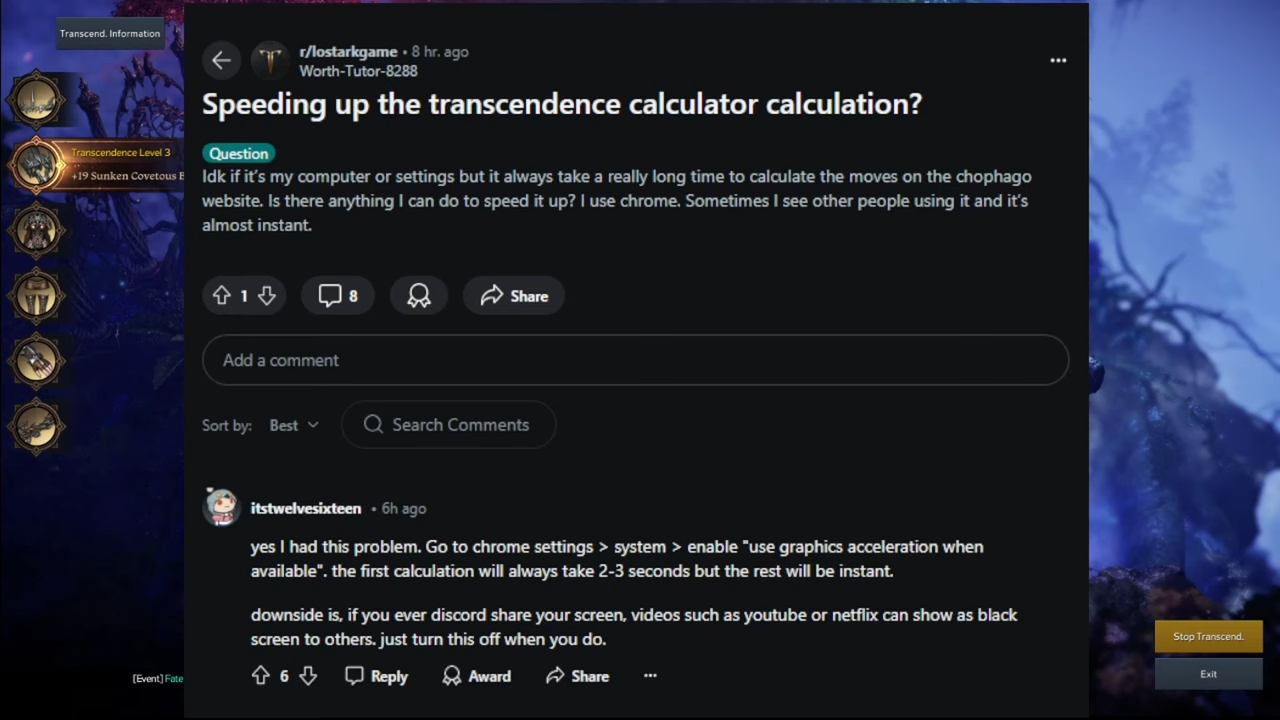 Transcend. Information
r/lostarkgame • 8 hr. ago
Worth-Tutor-8288
Speeding up the transcendence calculator calculation?
Question
Transcendence Level 3
+19 Sunken Covetous
Idk if it's my computer or settings but it always take a really long time to calculate the moves on the chophago
website. Is there anything I can do to speed it up? I use chrome. Sometimes I see other people using it and it's
almost instant.
1
8
Share
Add a comment
Sort by: Best
Search Comments
itstwelvesixteen • 6h ago
yes I had this problem. Go to chrome settings > system > enable "use graphics acceleration when
available". the first calculation will always take 2-3 seconds but the rest will be instant.
downside is, if you ever discord share your screen, videos such as youtube or netflix can show as black
screen to others. just turn this off when you do.
6
Reply
Award
Share
Stop Transcend.
Exit
[Event] Fate